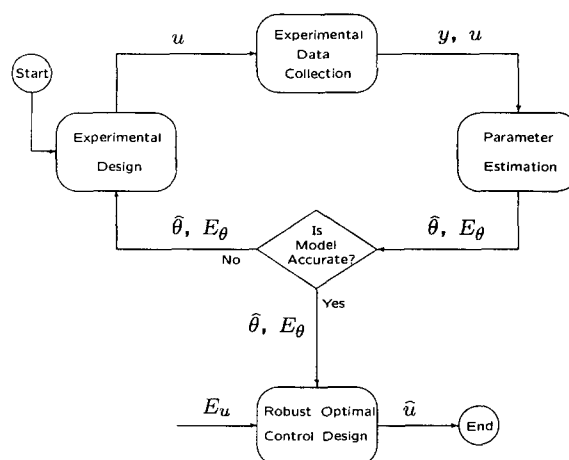 Start
Experimental
Design
u
Experimental
Data
Collection
y, u
Parameter
Estimation
θ̂, E_θ
Is
Model
Accurate?
θ̂, E_θ
No
Yes
θ̂, E_θ
E_u
Robust Optimal
Control Design
û
End